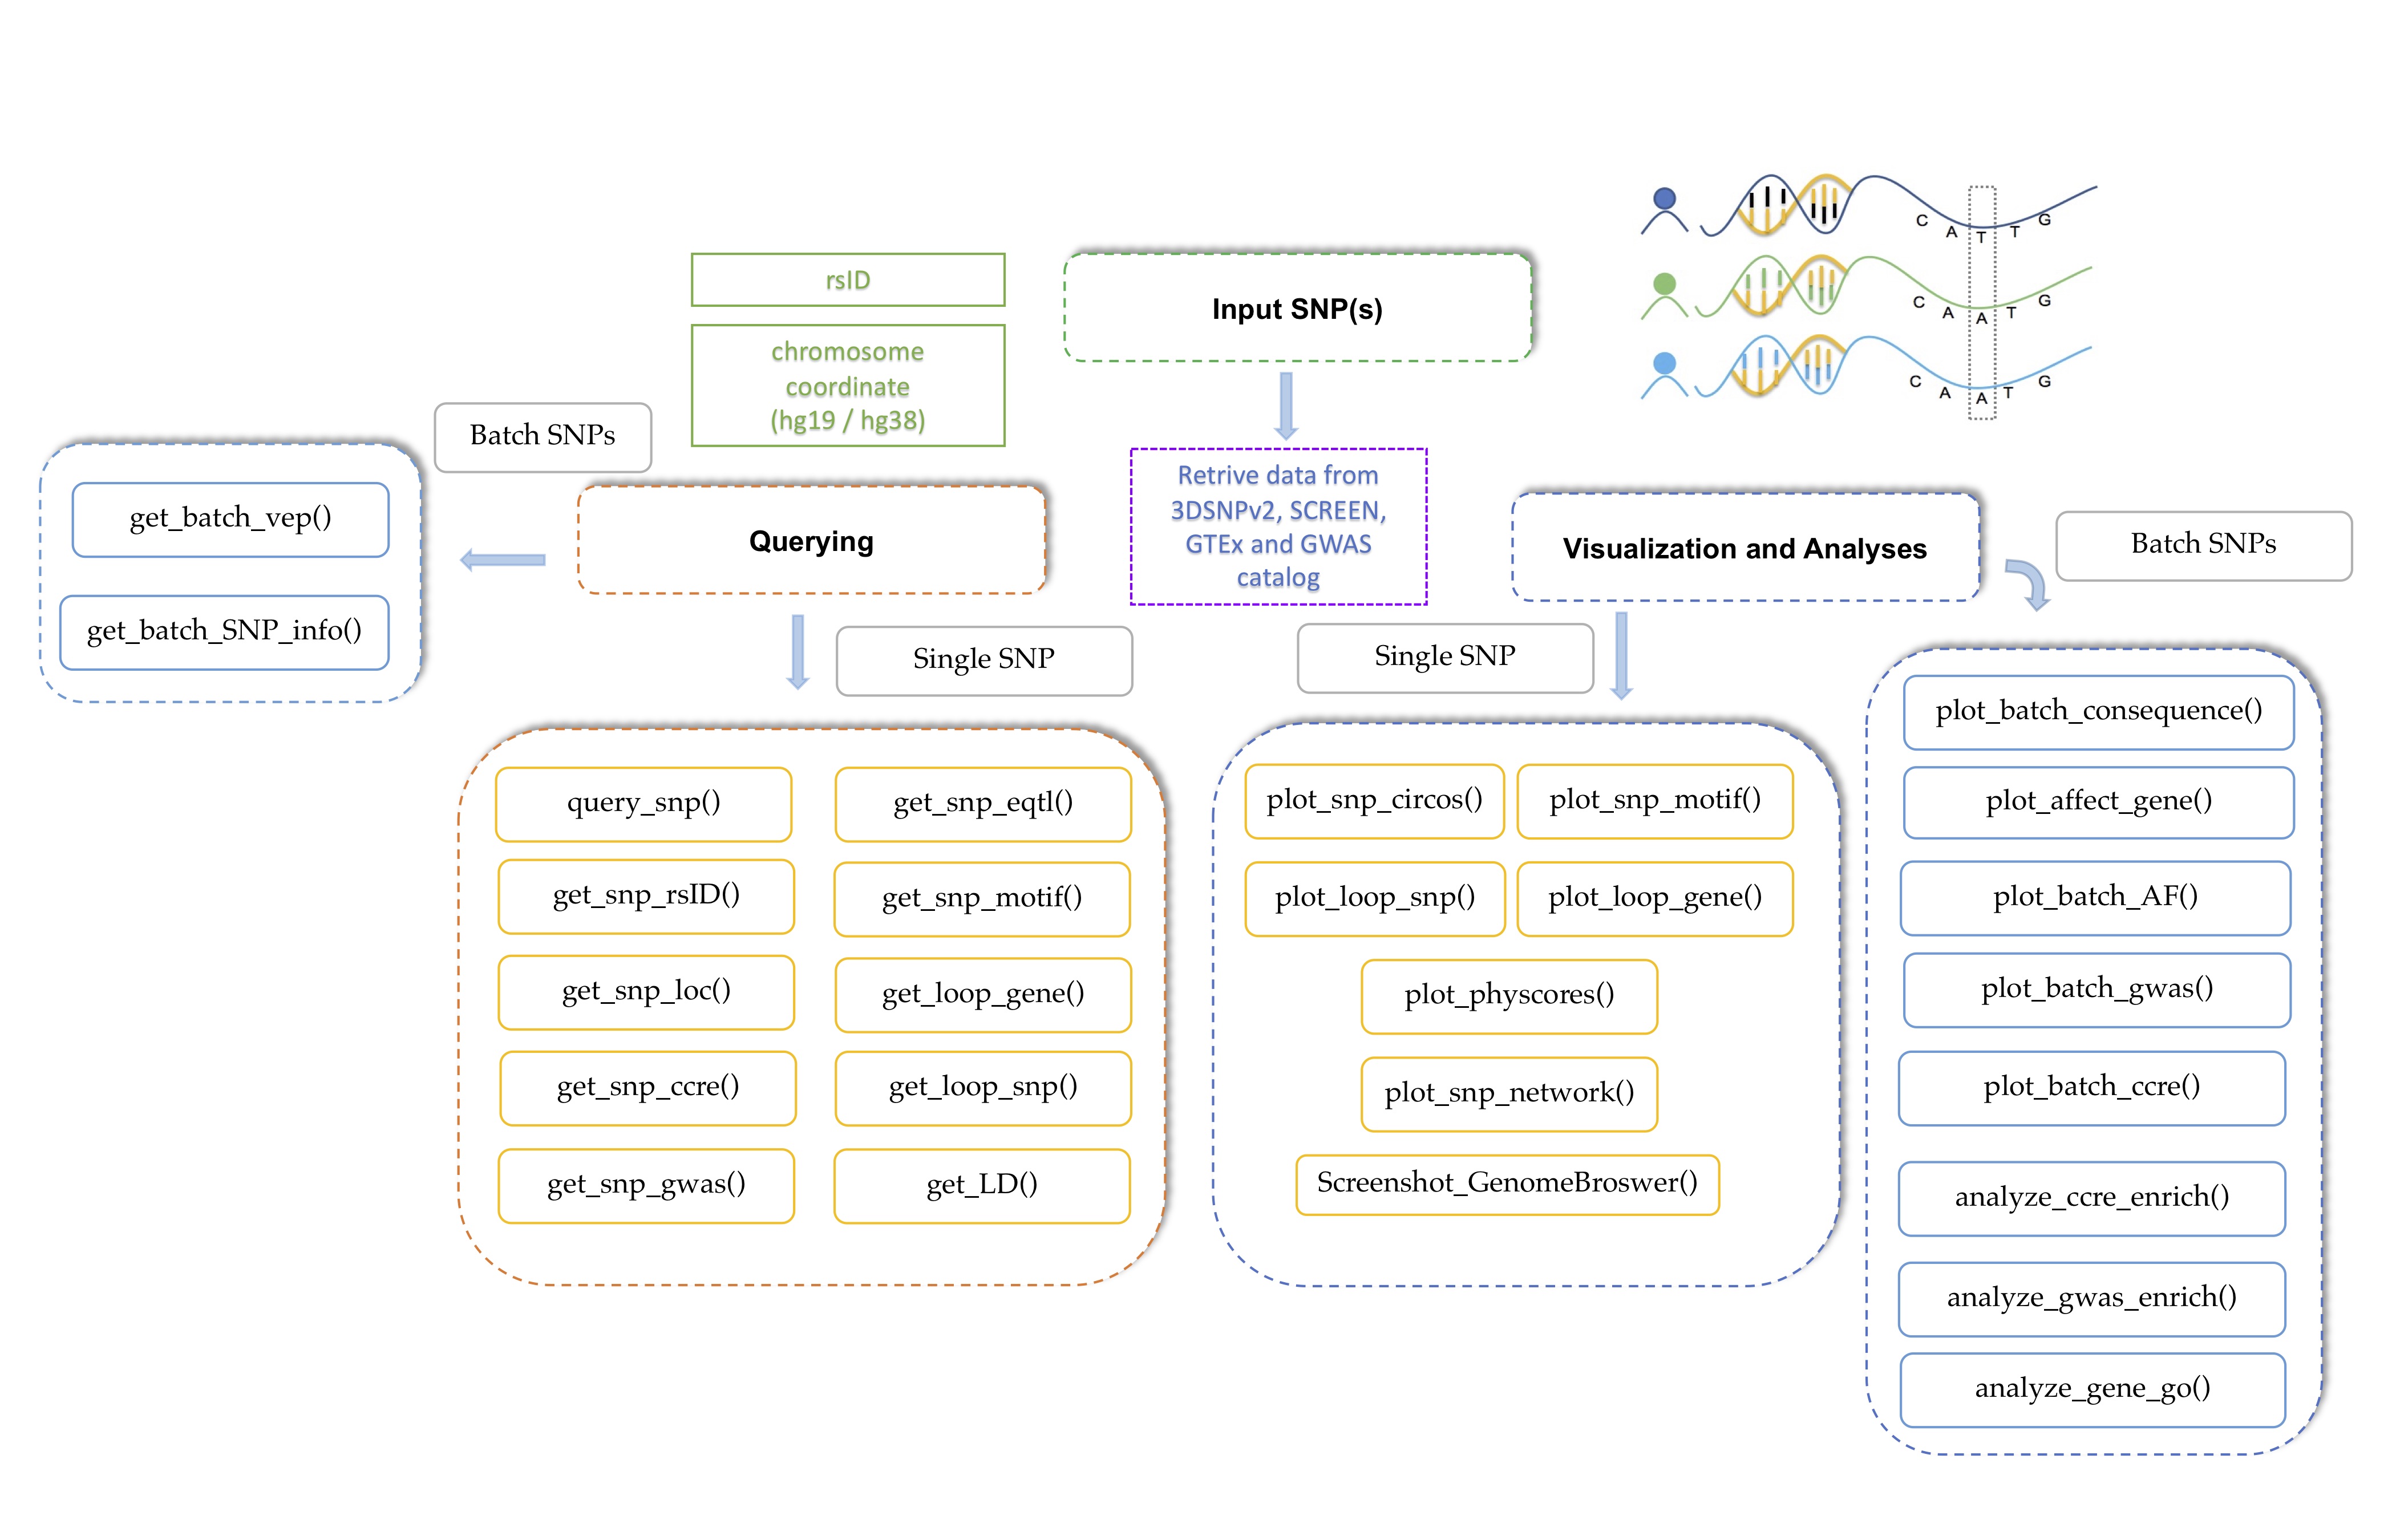 rsID
chromosome
coordinate
(hg19 / hg38)
Input SNP(s)
C A T T G
C A A T G
C A A T G
Retrive data from
3DSNPv2, SCREEN,
GTEx and GWAS
catalog
Batch SNPs
get_batch_vep()
get_batch_SNP_info()
Querying
Single SNP
query_snp()
get_snp_eqtl()
get_snp_rsID()
get_snp_motif()
get_snp_loc()
get_loop_gene()
get_snp_ccre()
get_loop_snp()
get_snp_gwas()
get_LD()
Visualization and Analyses
Single SNP
plot_snp_circos()
plot_snp_motif()
plot_loop_snp()
plot_loop_gene()
plot_physcores()
plot_snp_network()
Screenshot_GenomeBroswer()
Batch SNPs
plot_batch_consequence()
plot_affect_gene()
plot_batch_AF()
plot_batch_gwas()
plot_batch_ccre()
analyze_ccre_enrich()
analyze_gwas_enrich()
analyze_gene_go()